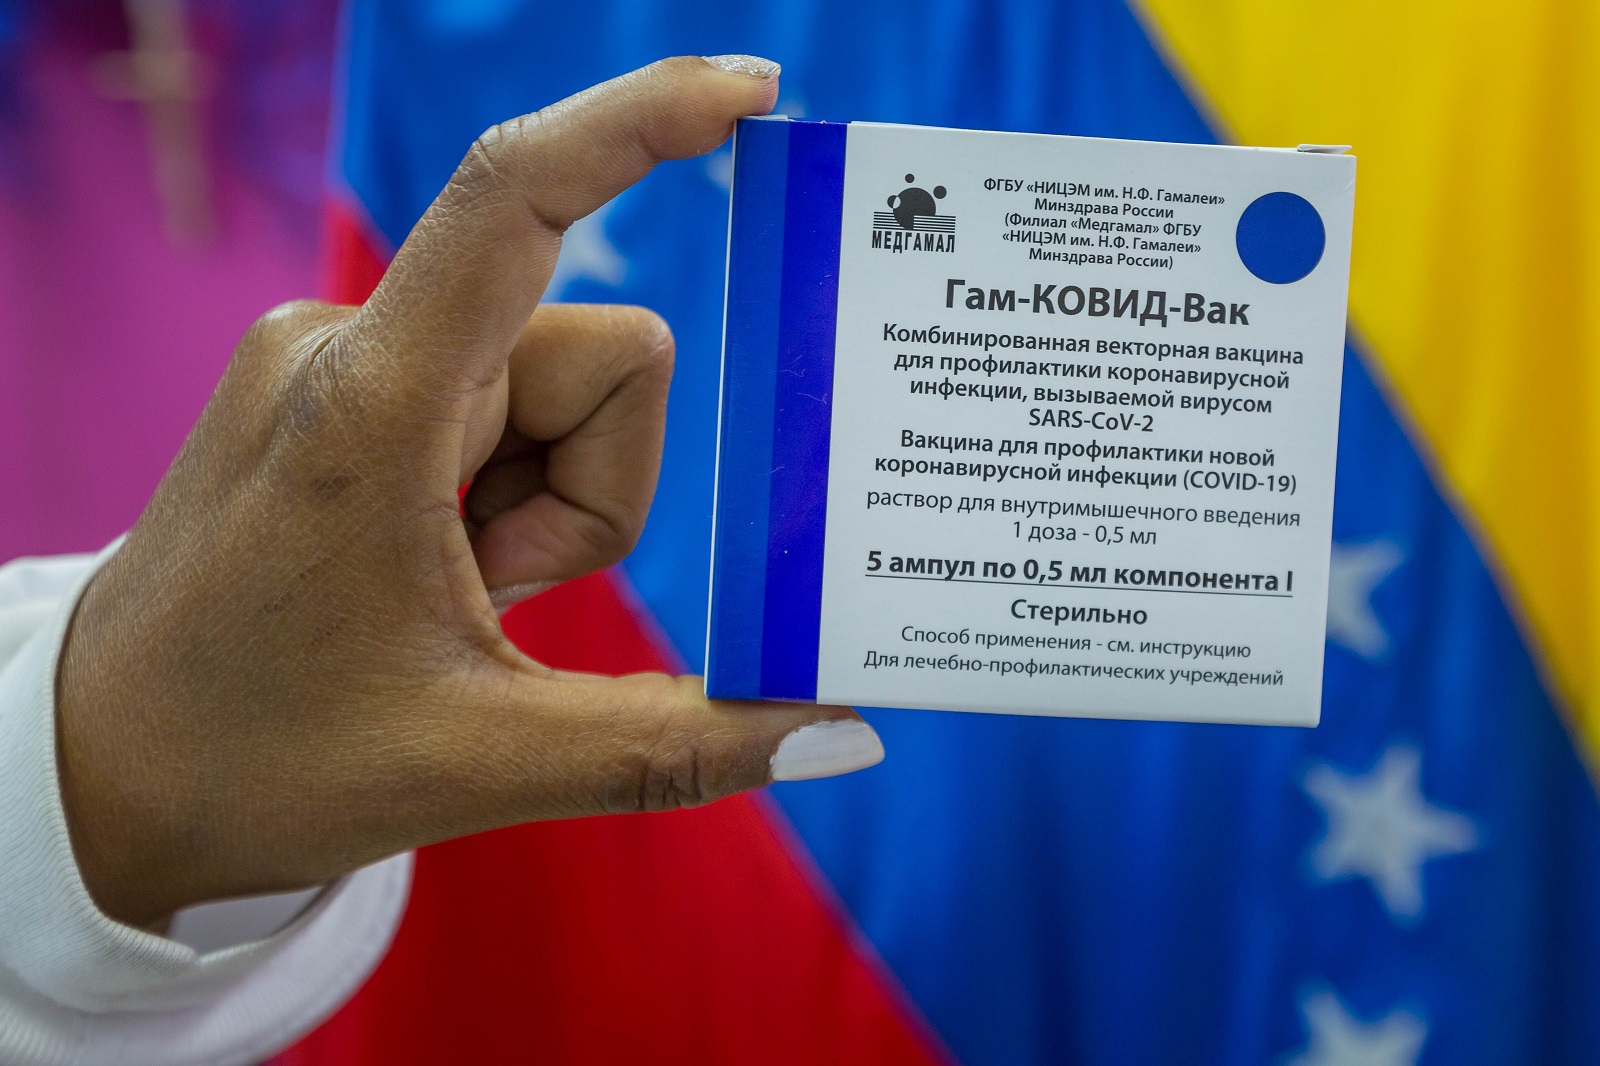 МЕДГАМАЛ
ФГБУ «НИЦЭМ им. Н.Ф. Гамалеи»
Минздрава России
(Филиал «Медгамал» ФГБУ
«НИЦЭМ им. Н.Ф. Гамалеи»
Минздрава России)
Гам-КОВИД-Вак
Комбинированная векторная вакцина
для профилактики коронавирусной
инфекции, вызываемой вирусом
SARS-CoV-2
Вакцина для профилактики новой
коронавирусной инфекции (COVID-19)
раствор для внутримышечного введения
1 доза - 0,5 мл
5 ампул по 0,5 мл компонента I
Стерильно
Способ применения - см. инструкцию
Для лечебно-профилактических учреждений